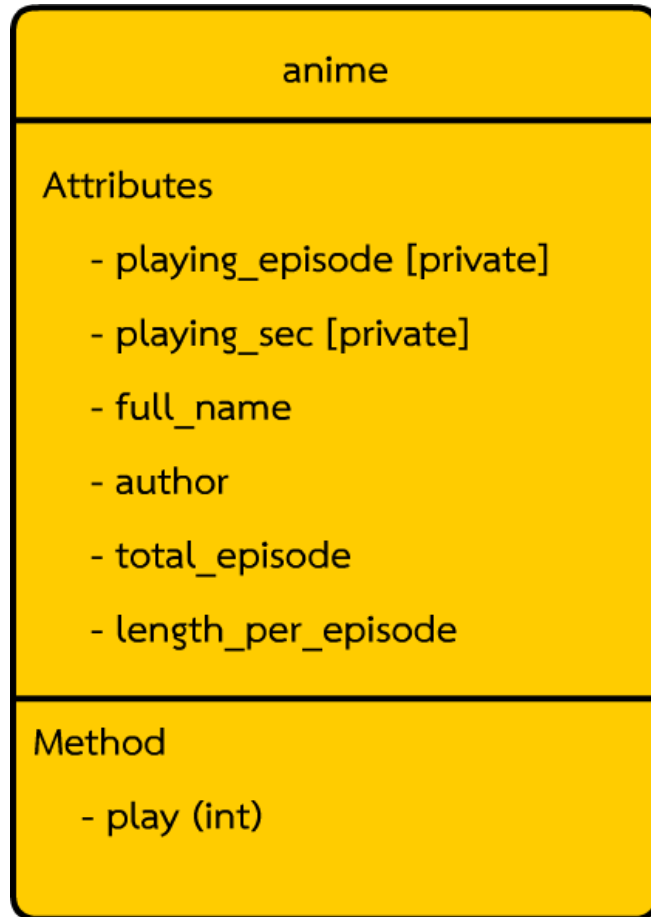 anime
Attributes
- playing_episode [private]
- playing_sec [private]
- full_name
- author
- total_episode
- length_per_episode
Method
- play (int)